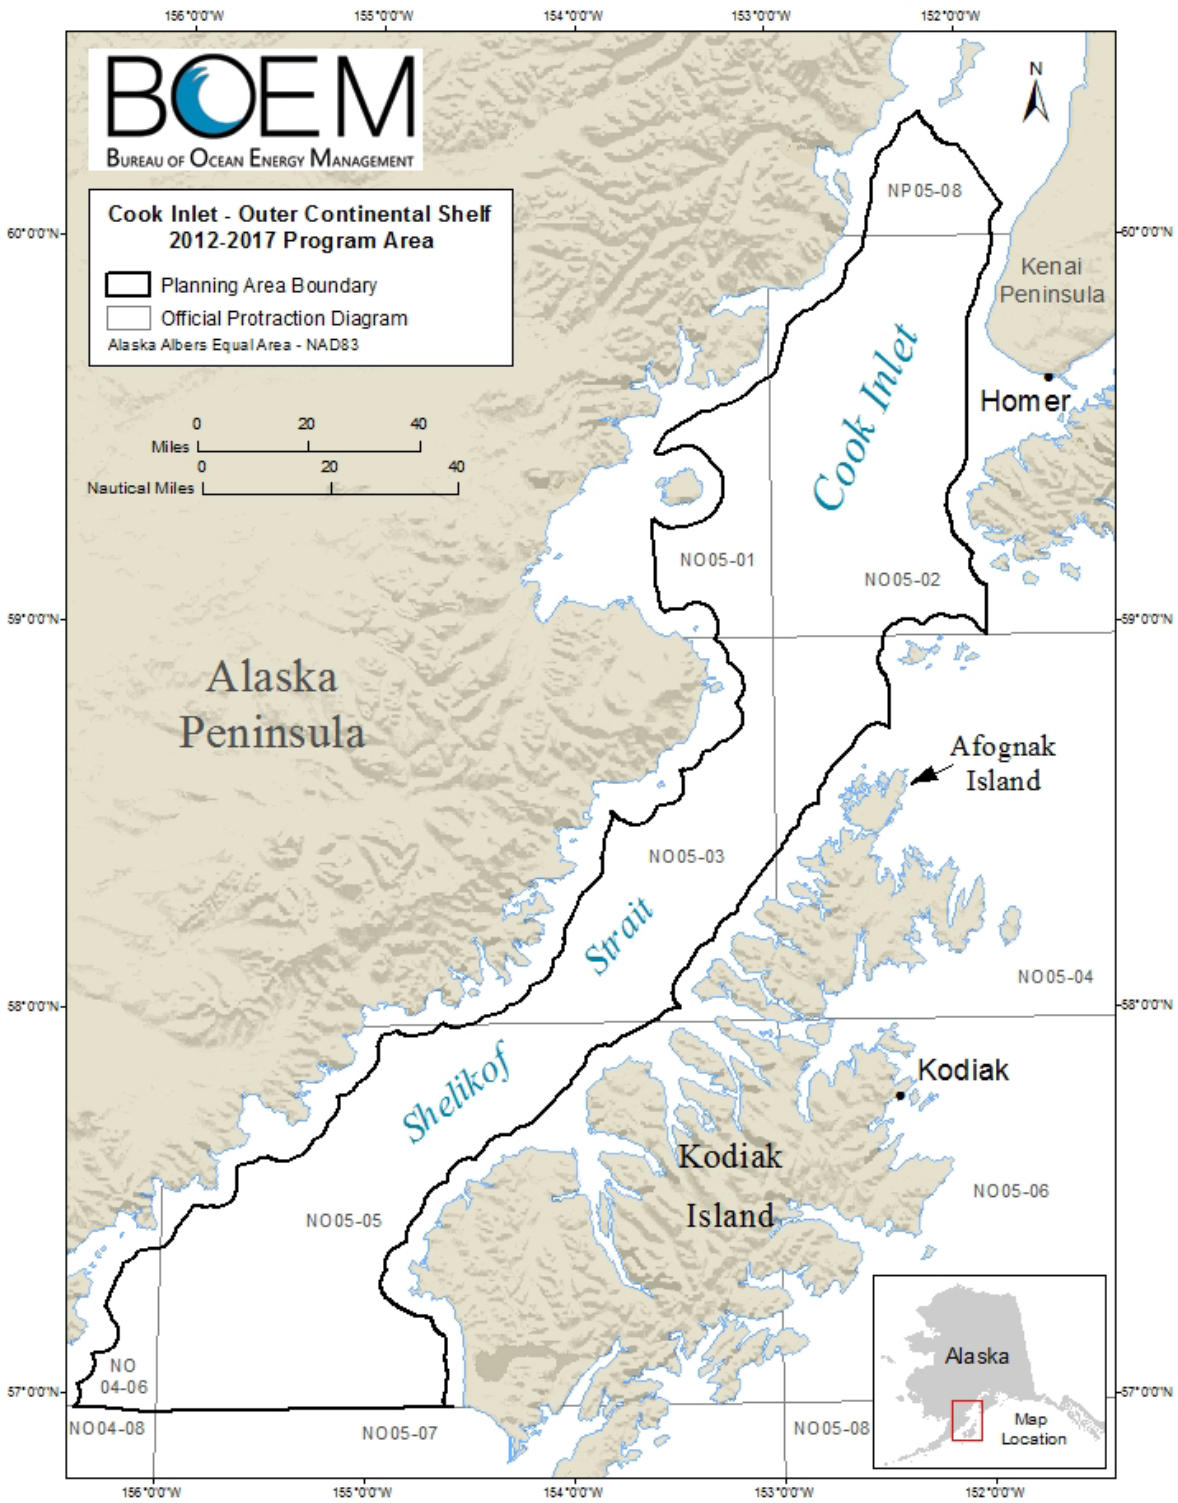 156°0'0"W 155°0'0"W 154°0'0"W 153°0'0"W 152°0'0"W
BOEM
BUREAU OF OCEAN ENERGY MANAGEMENT
N
Cook Inlet - Outer Continental Shelf
2012-2017 Program Area
Planning Area Boundary
Official Protraction Diagram
Alaska Albers Equal Area - NAD83
NP05-08
60°0'0"N
60°0'0"N
Kenai
Peninsula
Cook Inlet
Homer
0 20 40
Miles
0 20 40
Nautical Miles
NO05-01
NO05-02
59°0'0"N
59°0'0"N
Alaska
Peninsula
Afognak
Island
NO05-03
Strait
NO05-04
58°0'0"N
58°0'0"N
Shelikof
Kodiak
Kodiak
Island
NO05-06
NO05-05
Alaska
Map
Location
NO
04-06
57°0'0"N
57°0'0"N
NO04-08
NO05-07
NO05-08
156°0'0"W 155°0'0"W 154°0'0"W 153°0'0"W 152°0'0"W